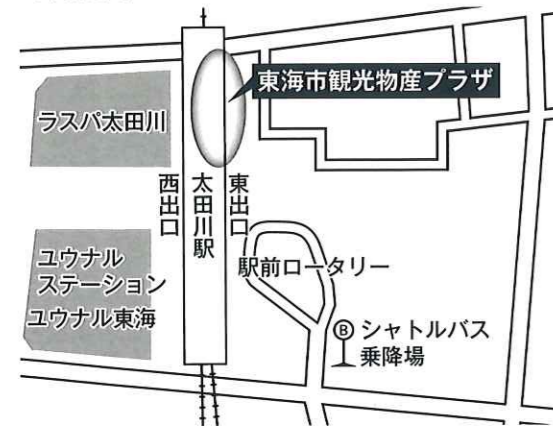 東海市観光物産プラザ
ラスパ太田川
西出口
太田川駅
東出口
ユウナル
ステーション
ユウナル東海
駅前ロータリー
Ⓑ シャトルバス
乗降場